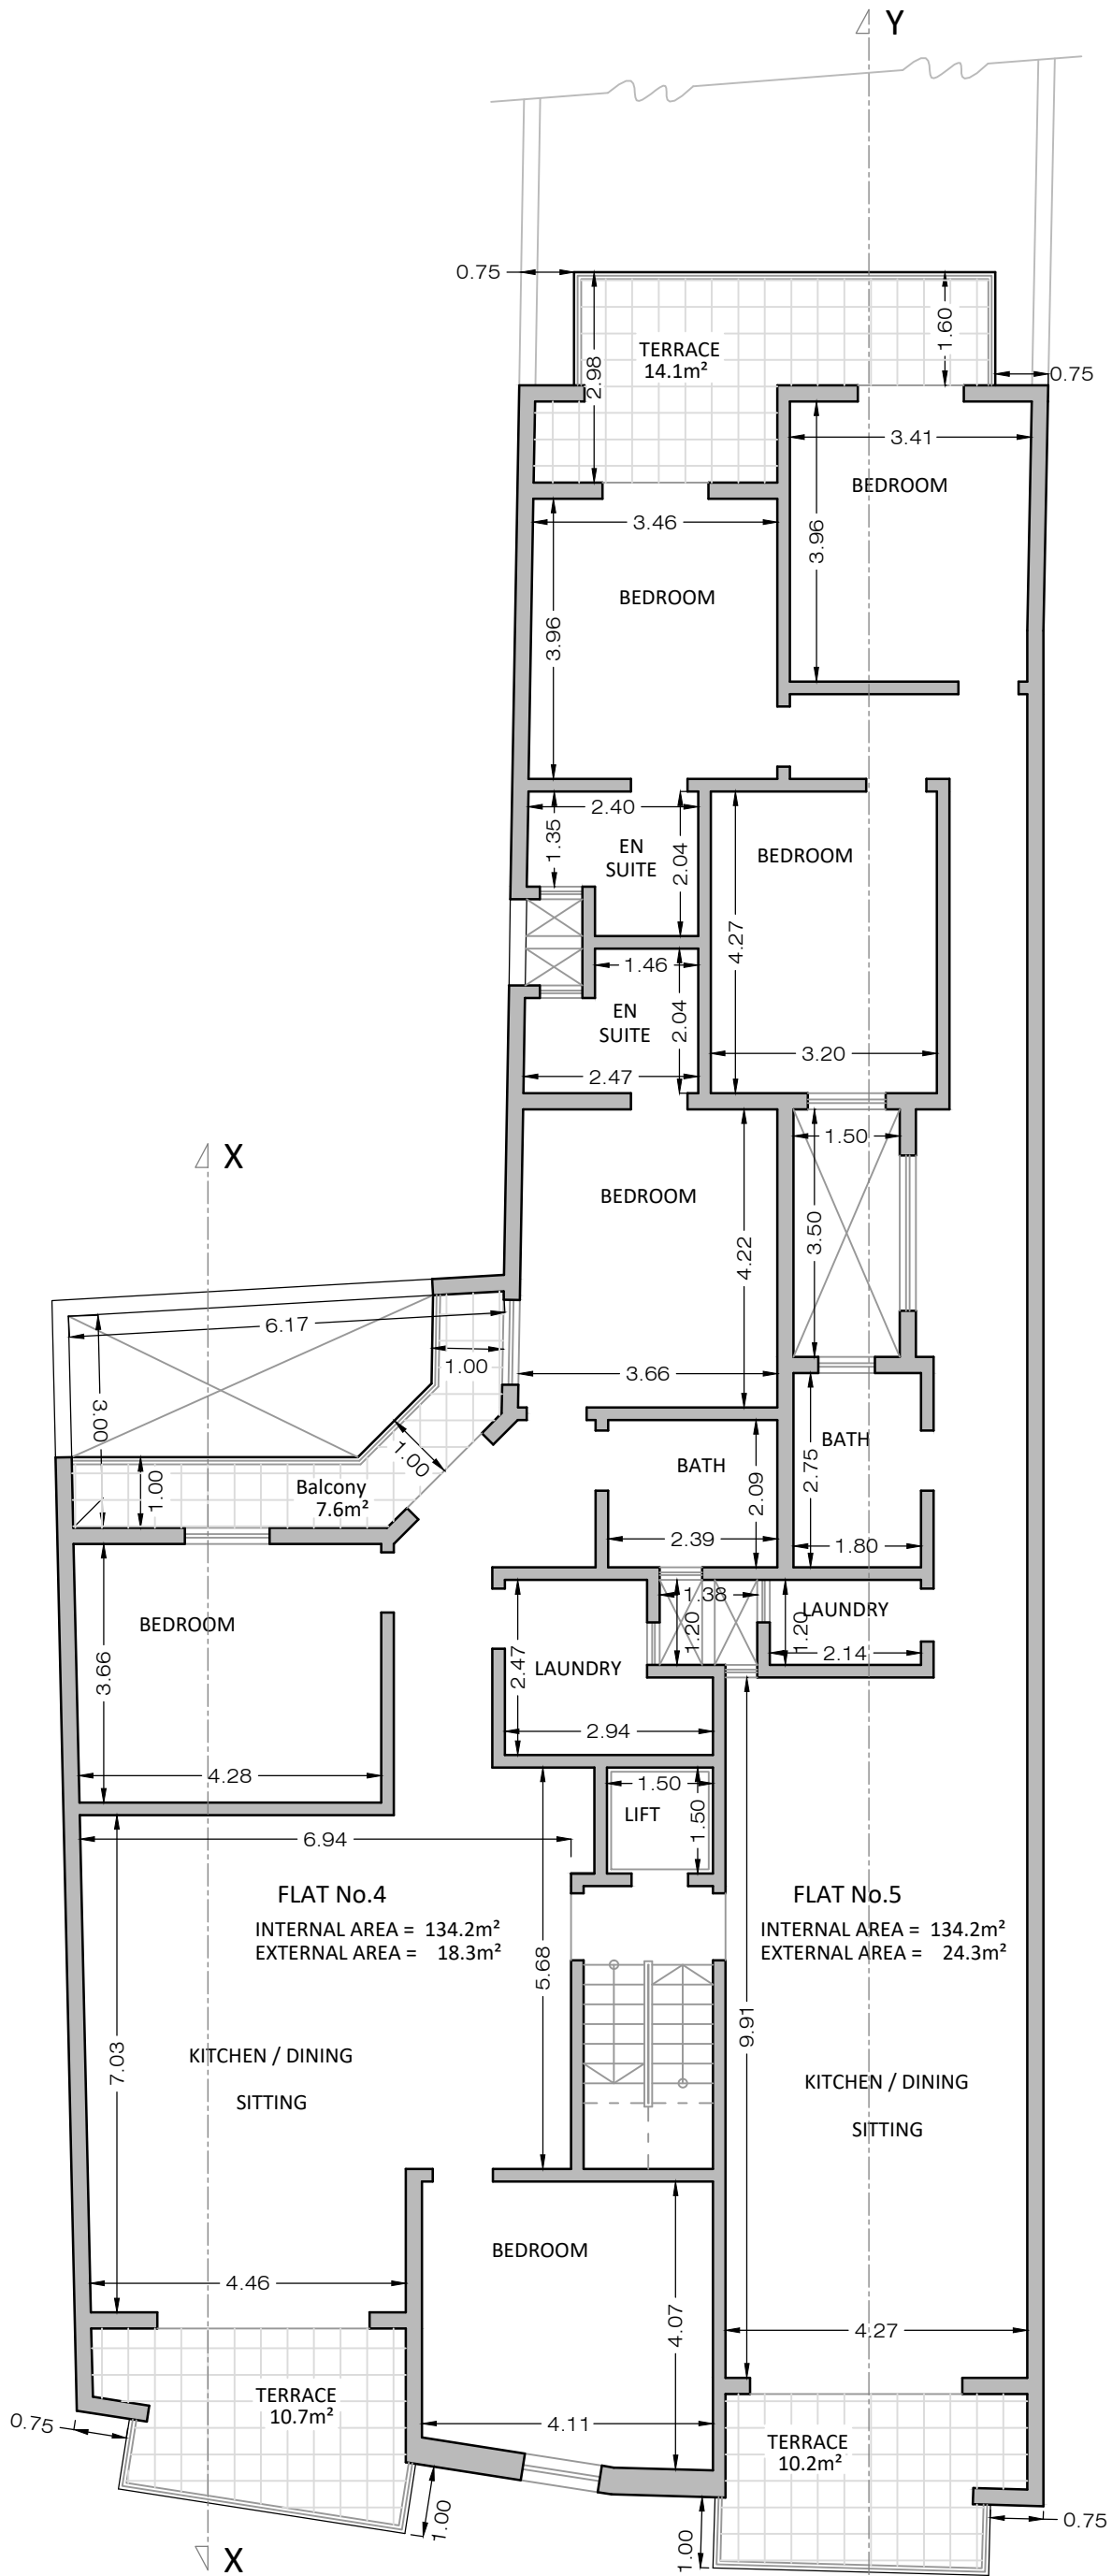 Y
0.75
2.98
1.60
TERRACE
14.1m²
0.75
3.41
BEDROOM
3.46
3.96
BEDROOM
3.96
2.40
1.35
EN
SUITE
2.04
BEDROOM
4.27
1.46
EN
SUITE
2.04
3.20
2.47
1.50
X
BEDROOM
3.50
4.22
6.17
1.00
3.66
3.00
1.00
BATH
BATH
2.75
1.00
Balcony
7.6m²
2.09
2.39
1.80
1.38
LAUNDRY
BEDROOM
1.20
1.20
3.66
2.47
LAUNDRY
2.14
2.94
4.28
1.50
LIFT
1.50
6.94
FLAT No.4
INTERNAL AREA = 134.2m²
EXTERNAL AREA = 18.3m²
FLAT No.5
INTERNAL AREA = 134.2m²
EXTERNAL AREA = 24.3m²
5.68
9.91
7.03
KITCHEN / DINING
SITTING
KITCHEN / DINING
SITTING
BEDROOM
4.46
4.07
4.27
TERRACE
10.7m²
0.75
4.11
TERRACE
10.2m²
1.00
1.00
0.75
X